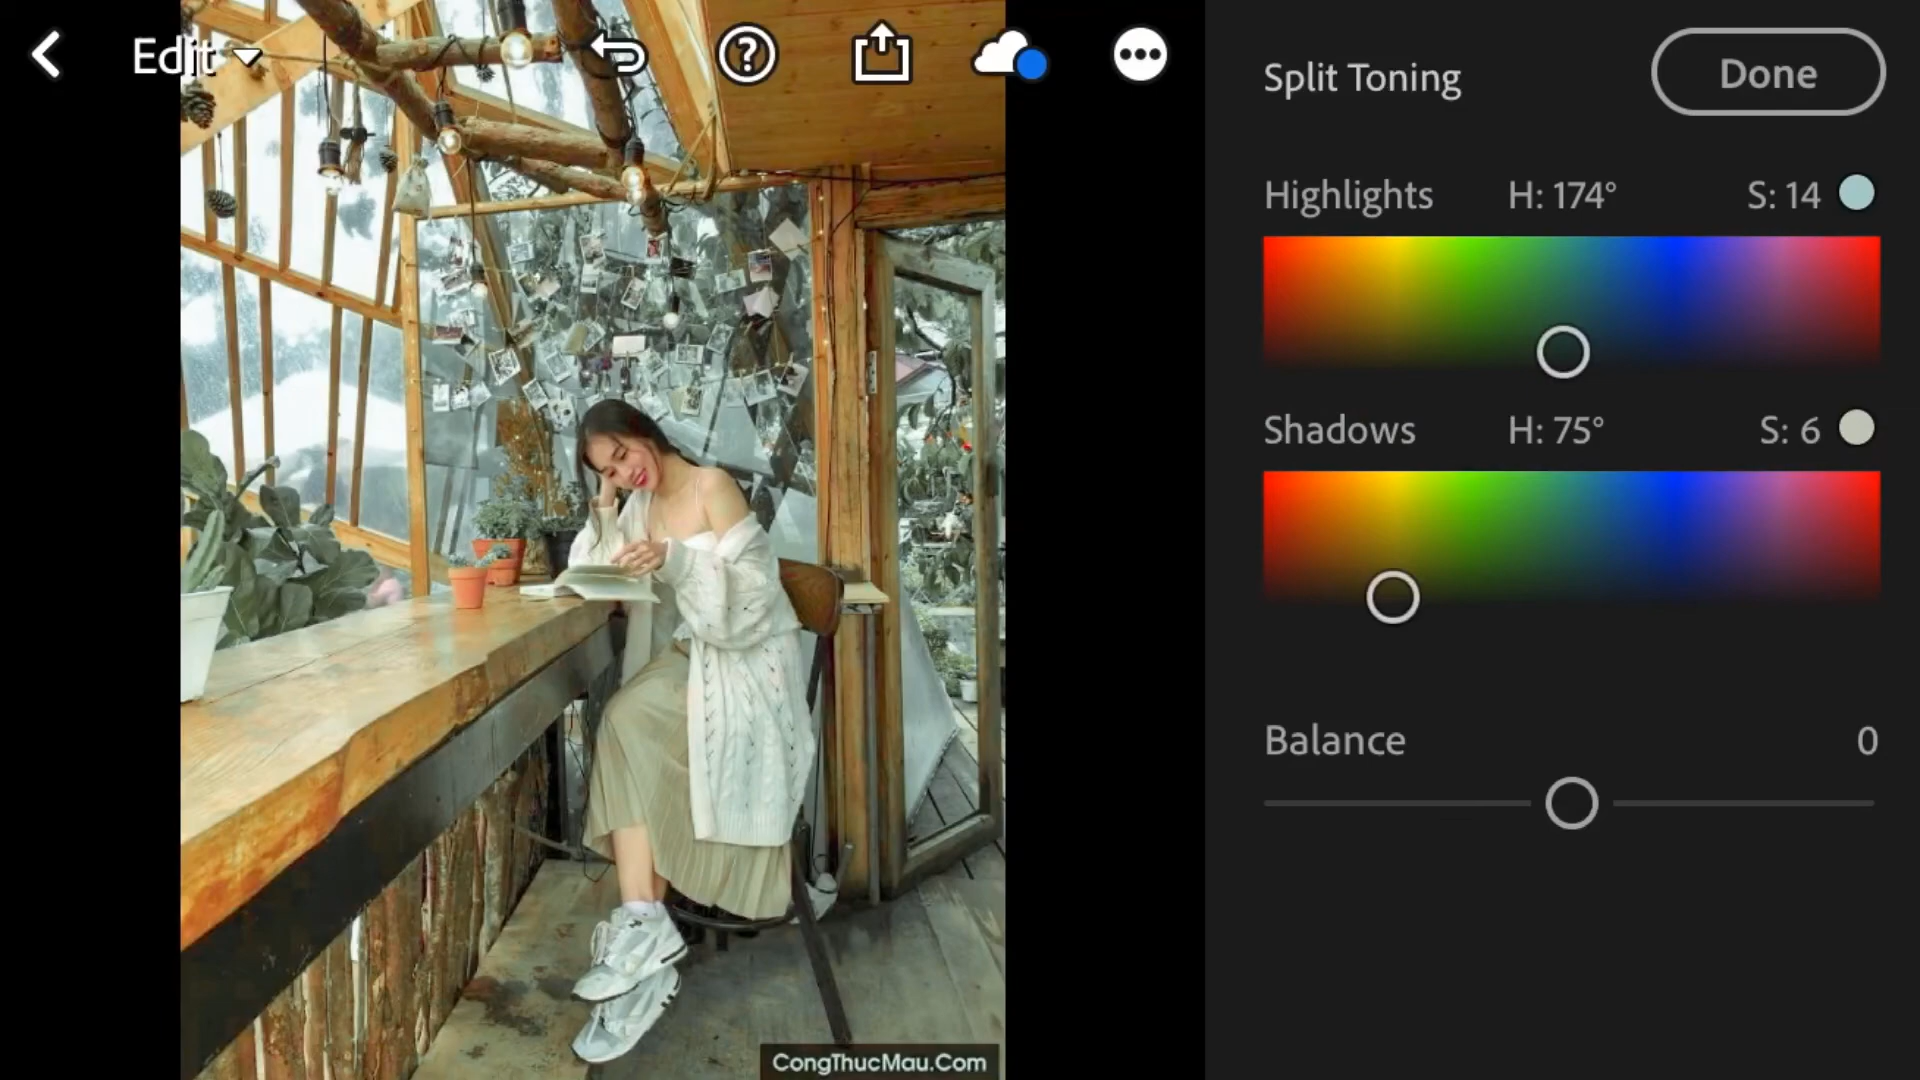 Edit
Split Toning
Done
Highlights H: 174° S: 14
Shadows H: 75° S: 6
Balance 0
CongThucMau.Com